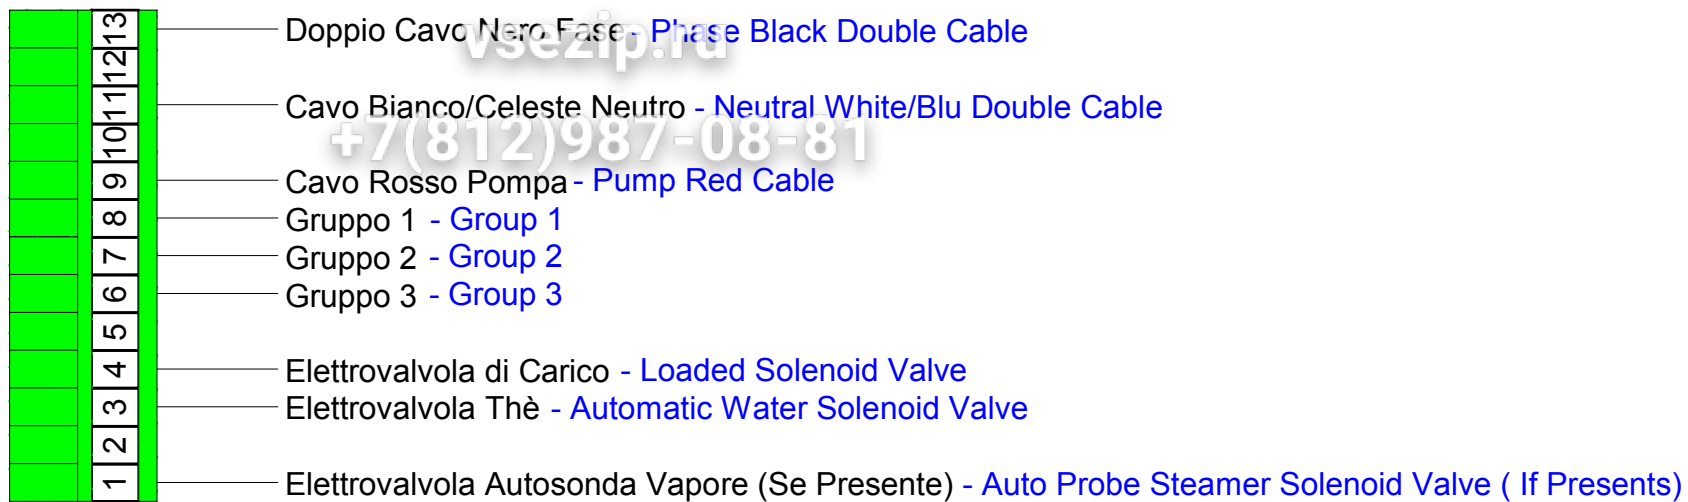 13 Doppio Cavo Nero Fase - Phase Black Double Cable
vsezip.ru
12
11 Cavo Bianco/Celeste Neutro - Neutral White/Blu Double Cable
+7(812)987-08-81
10
9 Cavo Rosso Pompa - Pump Red Cable
8 Gruppo 1 - Group 1
7 Gruppo 2 - Group 2
6 Gruppo 3 - Group 3
5
4 Elettrovalvola di Carico - Loaded Solenoid Valve
3 Elettrovalvola Thè - Automatic Water Solenoid Valve
2
1 Elettrovalvola Autosonda Vapore (Se Presente) - Auto Probe Steamer Solenoid Valve ( If Presents)